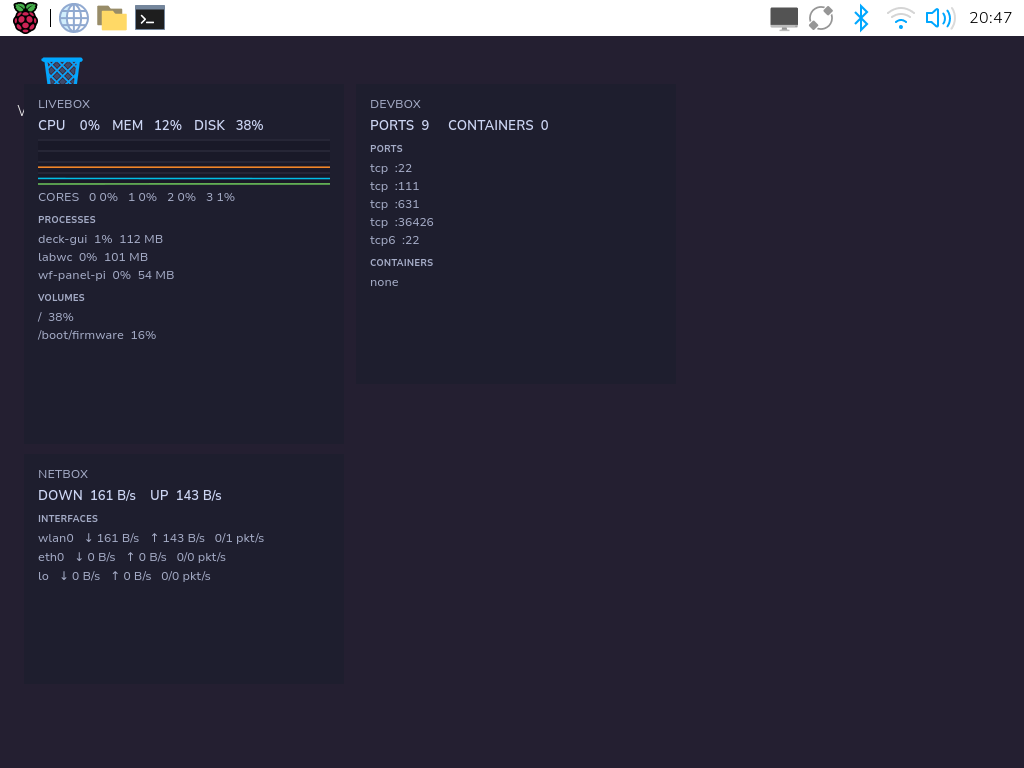 20:47
LIVEBOX
CPU 0% MEM 12% DISK 38%
CORES 0 0% 1 0% 2 0% 3 1%
PROCESSES
deck-gui 1% 112 MB
labwc 0% 101 MB
wf-panel-pi 0% 54 MB
VOLUMES
/ 38%
/boot/firmware 16%
DEVBOX
PORTS 9 CONTAINERS 0
PORTS
tcp :22
tcp :111
tcp :631
tcp :36426
tcp6 :22
CONTAINERS
none
NETBOX
DOWN 161 B/s UP 143 B/s
INTERFACES
wlan0 ↓ 161 B/s ↑ 143 B/s 0/1 pkt/s
eth0 ↓ 0 B/s ↑ 0 B/s 0/0 pkt/s
lo ↓ 0 B/s ↑ 0 B/s 0/0 pkt/s